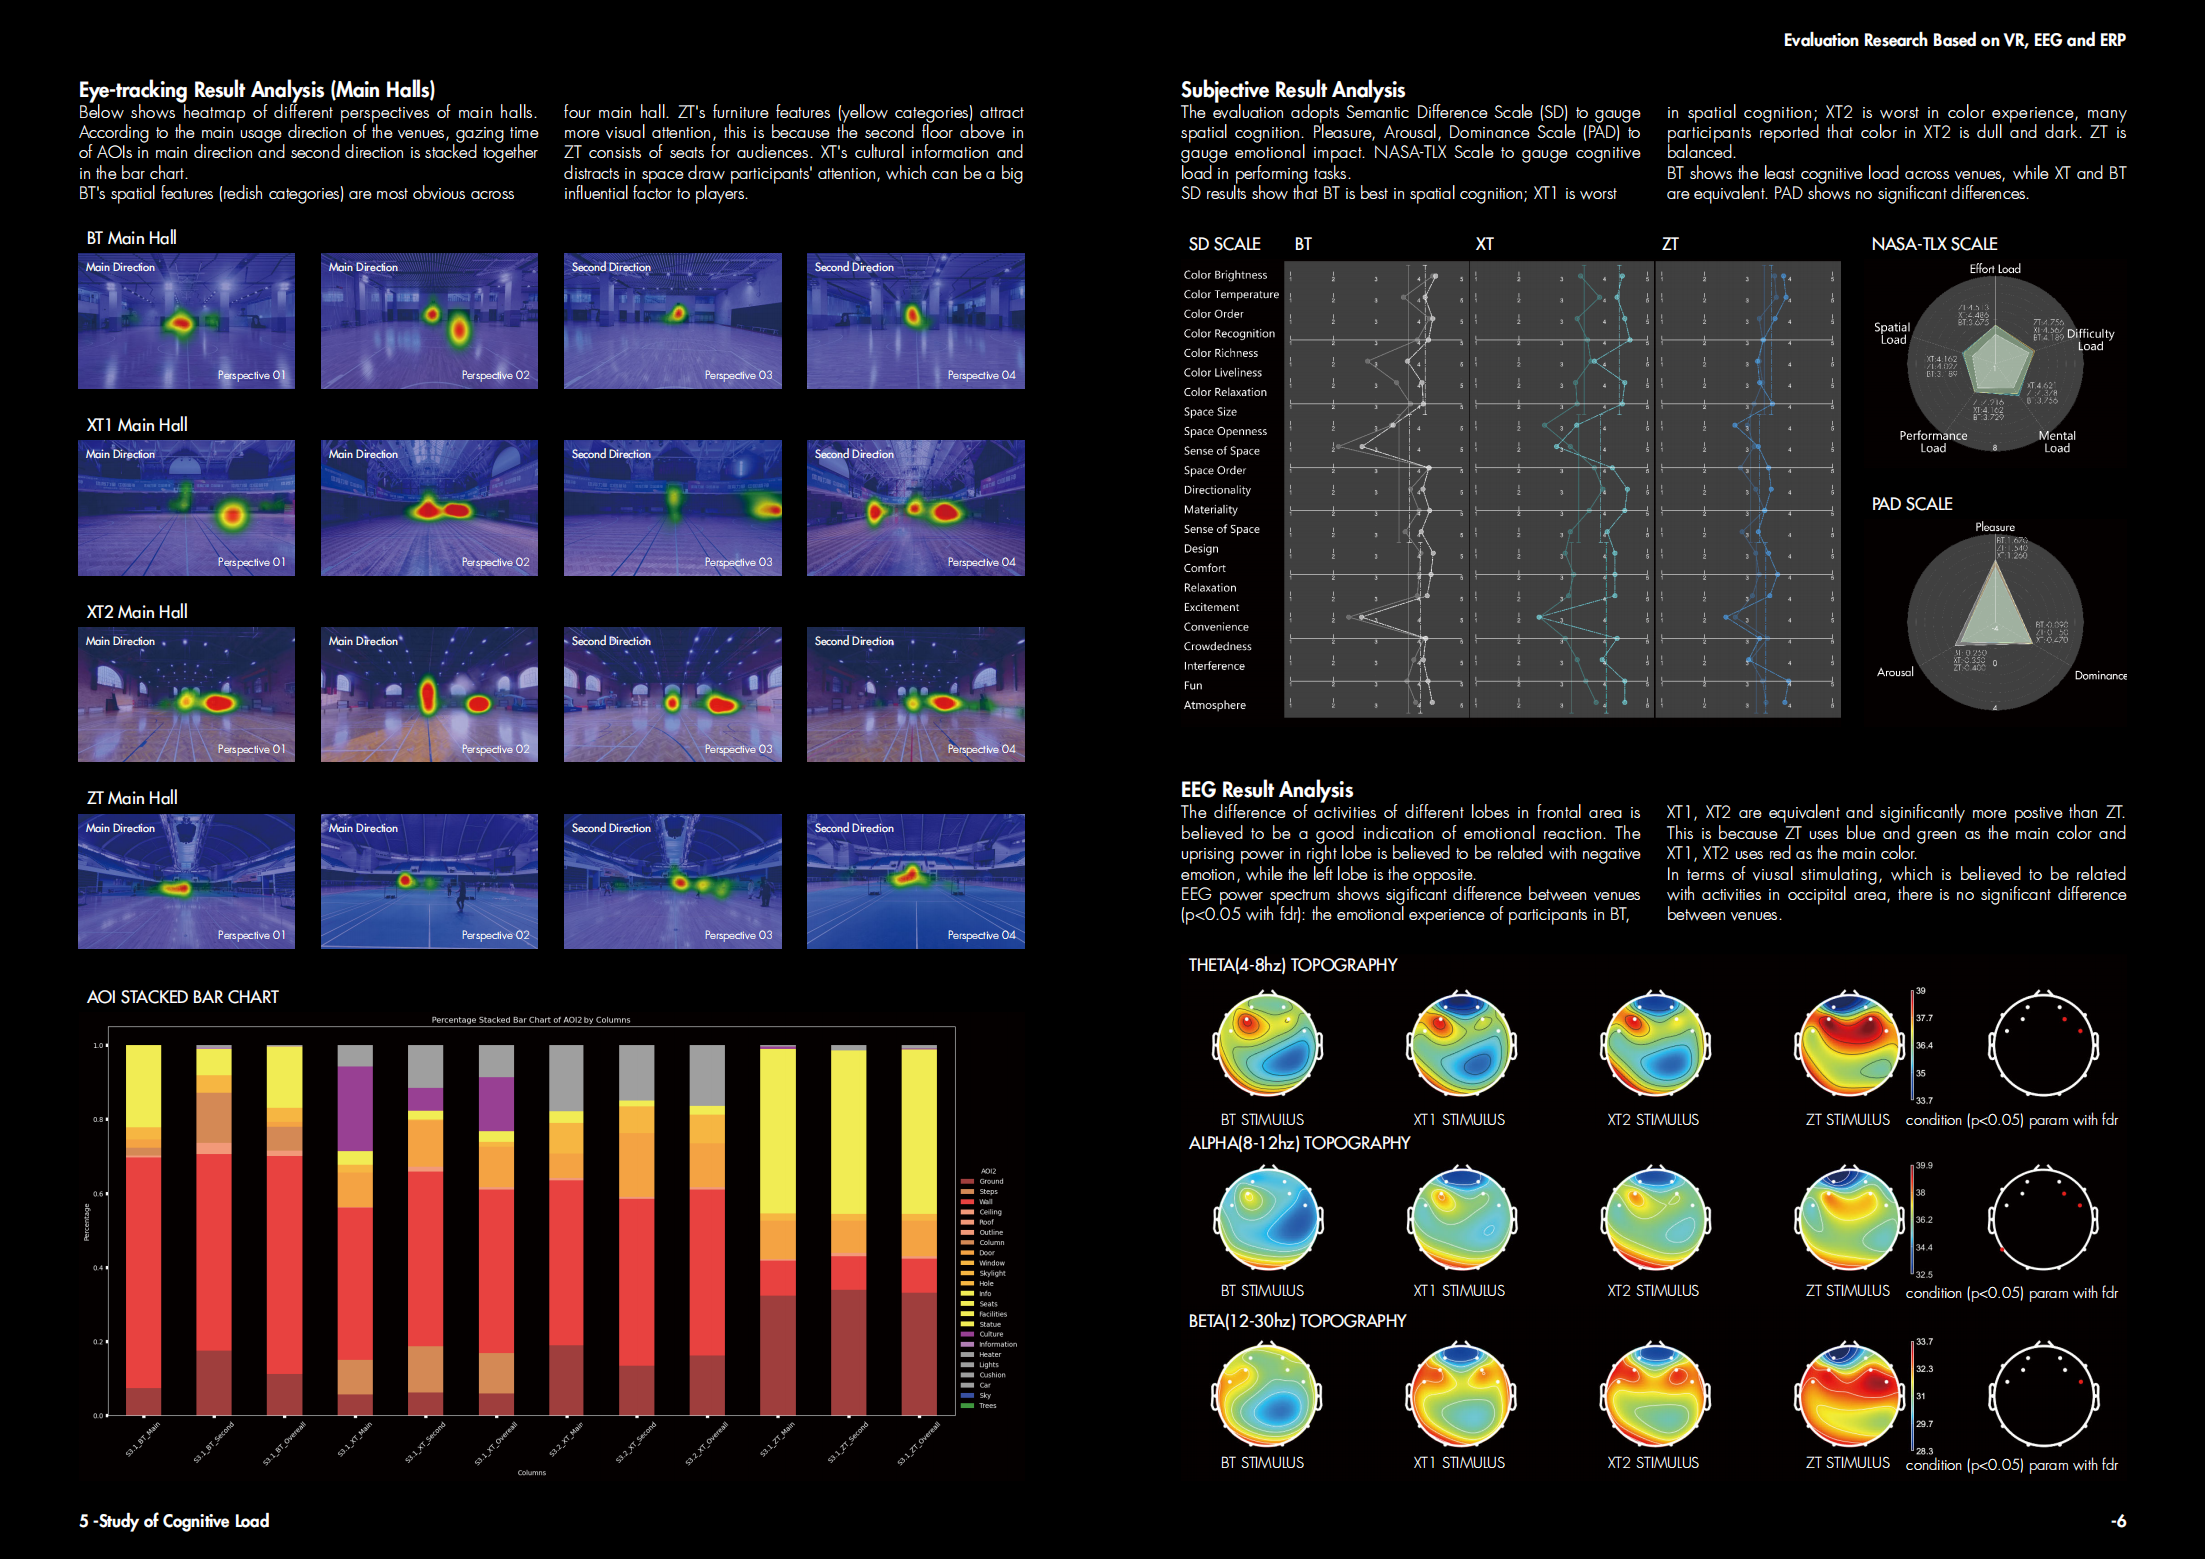 Evaluation Research Based on VR, EEG and ERP
Eye-tracking Result Analysis (Main Halls)
Below shows heatmap of different perspectives of main halls.
According to the main usage direction of the venues, gazing time
of AOIs in main direction and second direction is stacked together
in the bar chart.
BT's spatial features (redish categories) are most obvious across
four main hall. ZT's furniture features (yellow categories) attract
more visual attention, this is because the second floor above in
ZT consists of seats for audiences. XT's cultural information and
distracts in space draw participants' attention, which can be a big
influential factor to players.
BT Main Hall
Main Direction
Perspective 01
Main Direction
Perspective 02
Second Direction
Perspective 03
Second Direction
Perspective 04
XT1 Main Hall
Main Direction
Perspective 01
Main Direction
Perspective 02
Second Direction
Perspective 03
Second Direction
Perspective 04
XT2 Main Hall
Main Direction
Perspective 01
Main Direction
Perspective 02
Second Direction
Perspective 03
Second Direction
Perspective 04
ZT Main Hall
Main Direction
Perspective 01
Main Direction
Perspective 02
Second Direction
Perspective 03
Second Direction
Perspective 04
AOI STACKED BAR CHART
Percentage Stacked Bar Chart of AOI2 by Columns
Percentage
1.0
0.8
0.6
0.4
0.2
0.0
S3.1_BT_Main
S3.1_BT_Second
S3.1_BT_Overeall
S3.1_XT_Main
S3.1_XT_Second
S3.1_XT_Overeall
S3.2_XT_Main
S3.2_XT_Second
S3.2_XT_Overeall
S3.1_ZT_Main
S3.1_ZT_Second
S3.1_ZT_Overeall
Columns
AOI2
Ground
Steps
Wall
Ceiling
Roof
Outline
Column
Door
Window
Skylight
Hole
Info
Seats
Facilities
Statue
Culture
Information
Heater
Lights
Cushion
Car
Sky
Trees
5 -Study of Cognitive Load
Subjective Result Analysis
The evaluation adopts Semantic Difference Scale (SD) to gauge
spatial cognition. Pleasure, Arousal, Dominance Scale (PAD) to
gauge emotional impact. NASA-TLX Scale to gauge cognitive
load in performing tasks.
SD results show that BT is best in spatial cognition; XT1 is worst
in spatial cognition; XT2 is worst in color experience, many
participants reported that color in XT2 is dull and dark. ZT is
balanced.
BT shows the least cognitive load across venues, while XT and BT
are equivalent. PAD shows no significant differences.
SD SCALE
BT
XT
ZT
Color Brightness
Color Temperature
Color Order
Color Recognition
Color Richness
Color Liveliness
Color Relaxation
Space Size
Space Openness
Sense of Space
Space Order
Directionality
Materiality
Sense of Space
Design
Comfort
Relaxation
Excitement
Convenience
Crowdedness
Interference
Fun
Atmosphere
NASA-TLX SCALE
Effort Load
Difficulty
Load
Mental
Load
Performance
Load
Spatial
Load
8
PAD SCALE
Pleasure
Arousal
Dominance
-4
0
4
EEG Result Analysis
The difference of activities of different lobes in frontal area is
believed to be a good indication of emotional reaction. The
uprising power in right lobe is believed to be related with negative
emotion, while the left lobe is the opposite.
EEG power spectrum shows sigificant difference between venues
(p<0.05 with fdr): the emotional experience of participants in BT,
XT1, XT2 are equivalent and siginificantly more postive than ZT.
This is because ZT uses blue and green as the main color and
XT1, XT2 uses red as the main color.
In terms of viusal stimulating, which is believed to be related
with activities in occipital area, there is no significant difference
between venues.
THETA(4-8hz) TOPOGRAPHY
39
37.7
36.4
35
33.7
BT STIMULUS
XT1 STIMULUS
XT2 STIMULUS
ZT STIMULUS
condition (p<0.05) param with fdr
ALPHA(8-12hz) TOPOGRAPHY
39.9
38
36.2
34.4
32.5
BT STIMULUS
XT1 STIMULUS
XT2 STIMULUS
ZT STIMULUS
condition (p<0.05) param with fdr
BETA(12-30hz) TOPOGRAPHY
33.7
32.3
31
29.7
28.3
BT STIMULUS
XT1 STIMULUS
XT2 STIMULUS
ZT STIMULUS
condition (p<0.05) param with fdr
-6